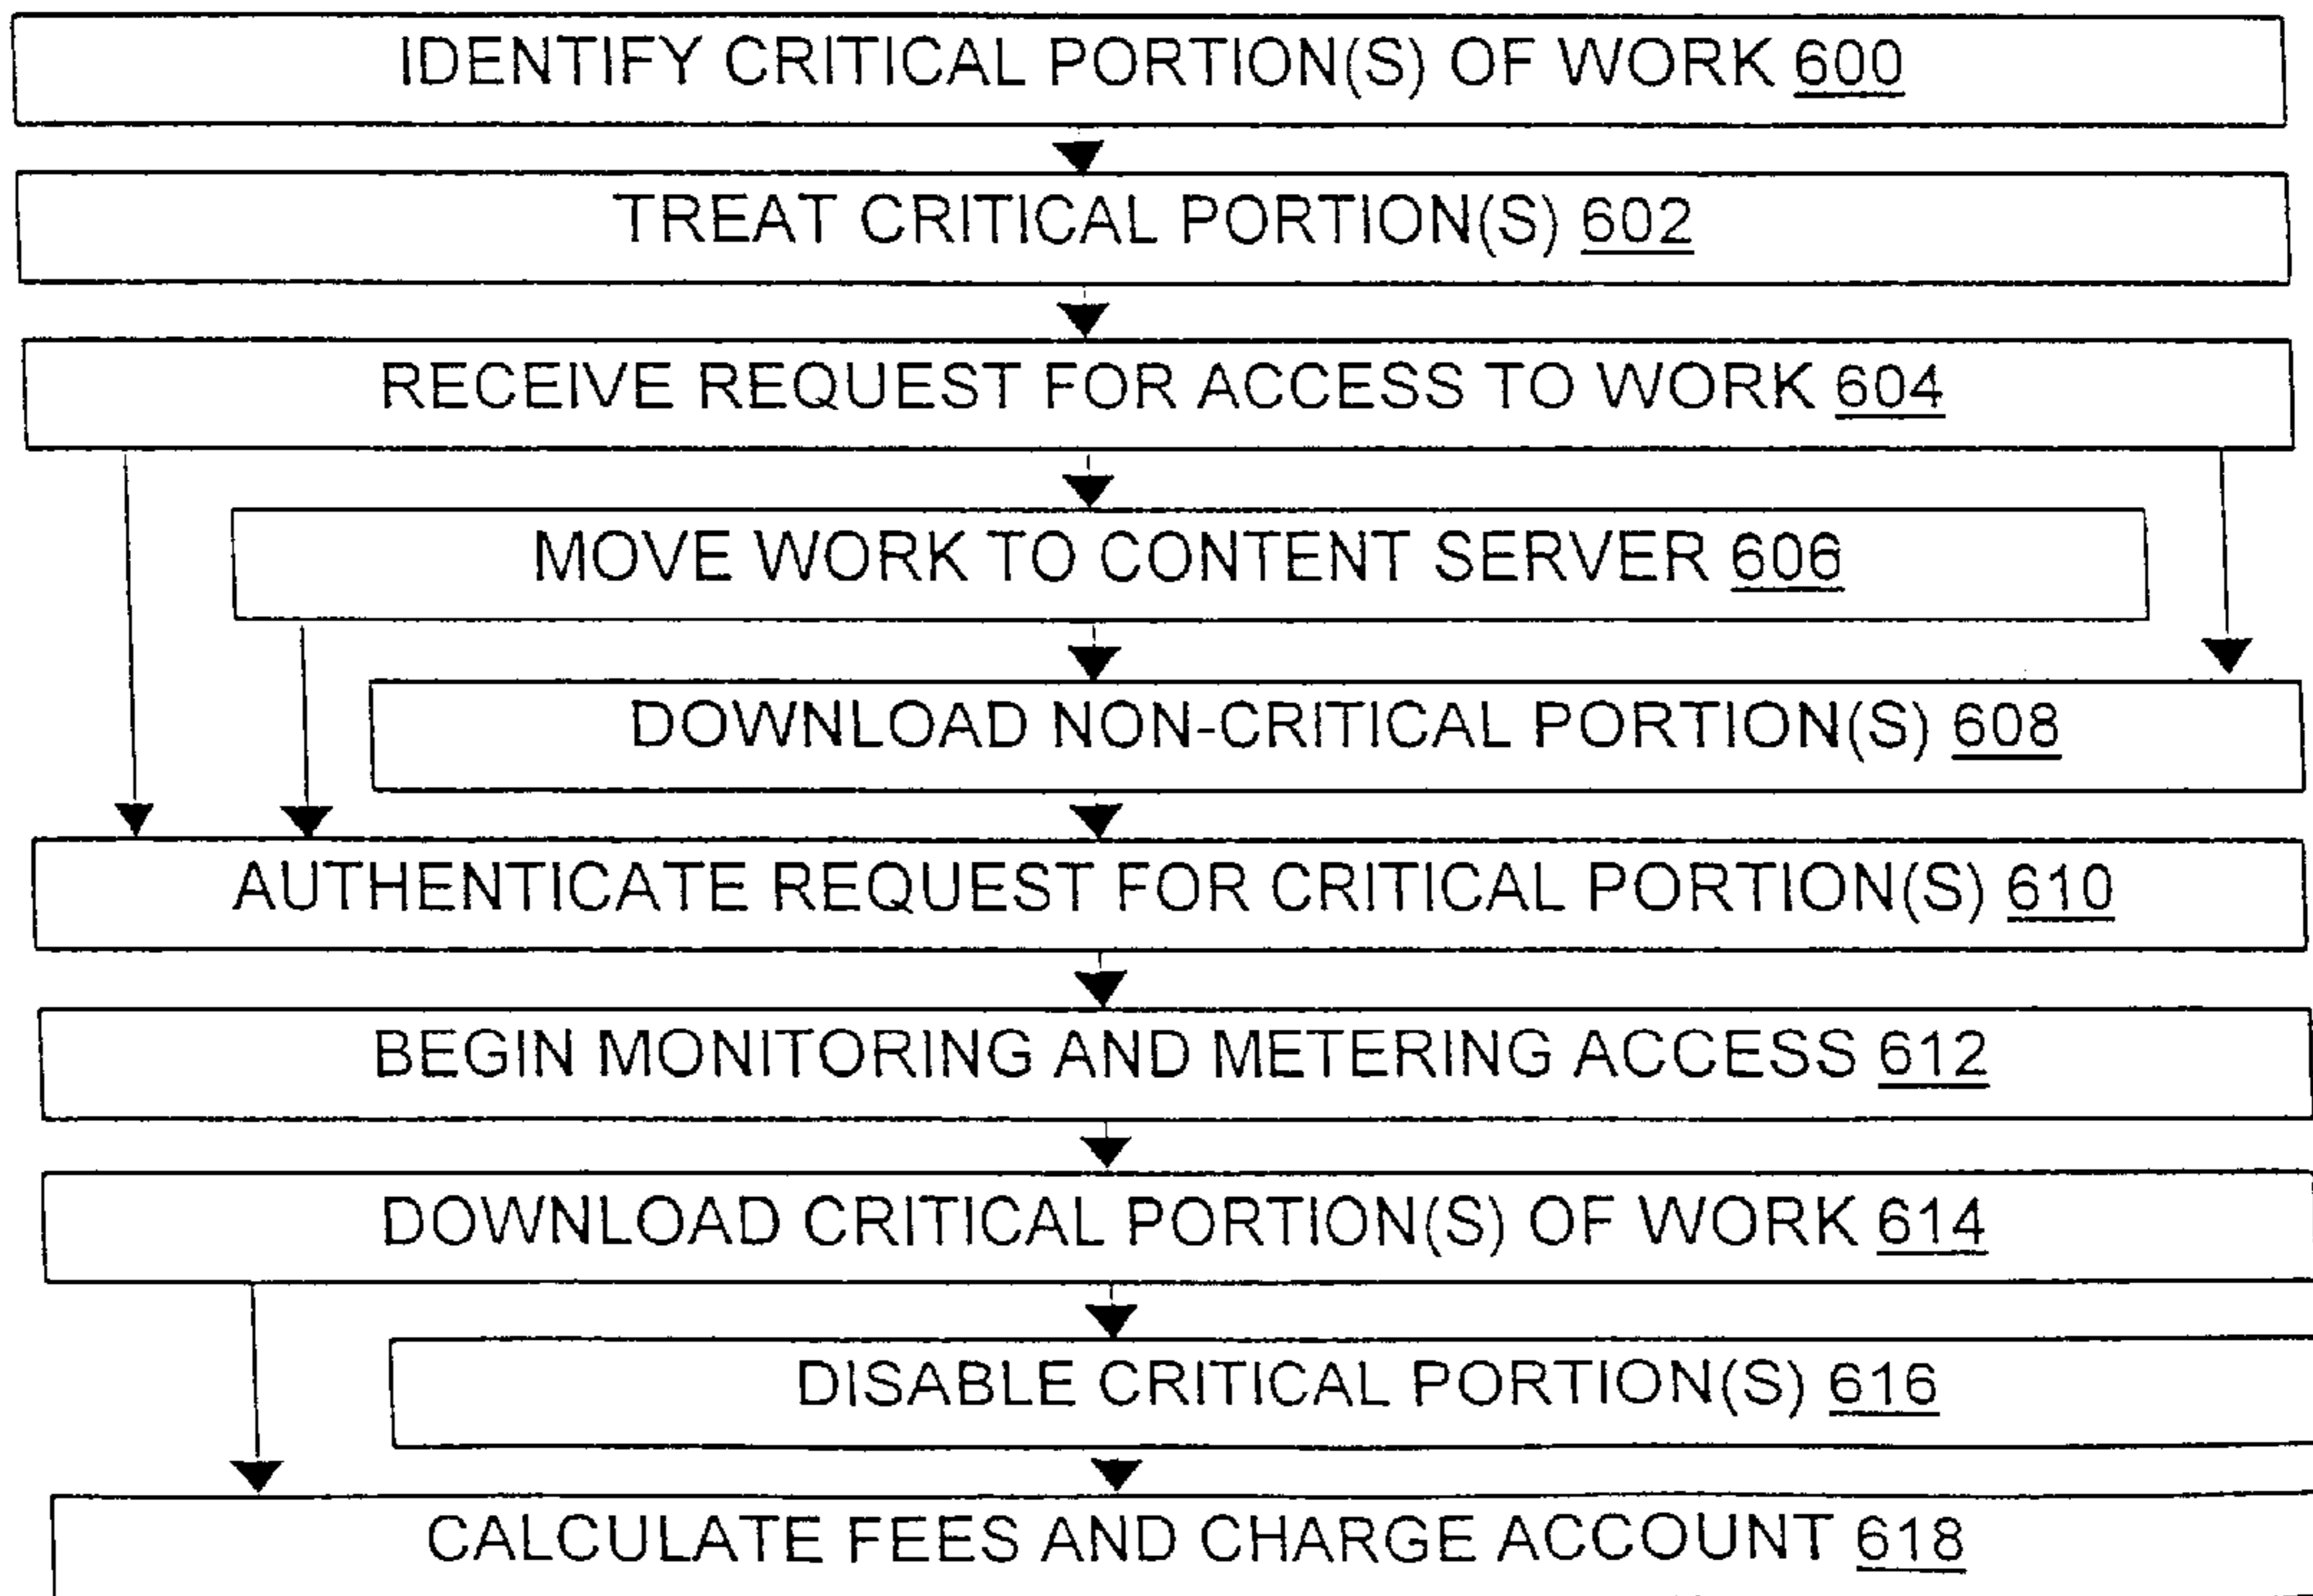 IDENTIFY CRITICAL PORTION(S) OF WORK 600
TREAT CRITICAL PORTION(S) 602
RECEIVE REQUEST FOR ACCESS TO WORK 604
MOVE WORK TO CONTENT SERVER 606
DOWNLOAD NON-CRITICAL PORTION(S) 608
AUTHENTICATE REQUEST FOR CRITICAL PORTION(S) 610
BEGIN MONITORING AND METERING ACCESS 612
DOWNLOAD CRITICAL PORTION(S) OF WORK 614
DISABLE CRITICAL PORTION(S) 616
CALCULATE FEES AND CHARGE ACCOUNT 618